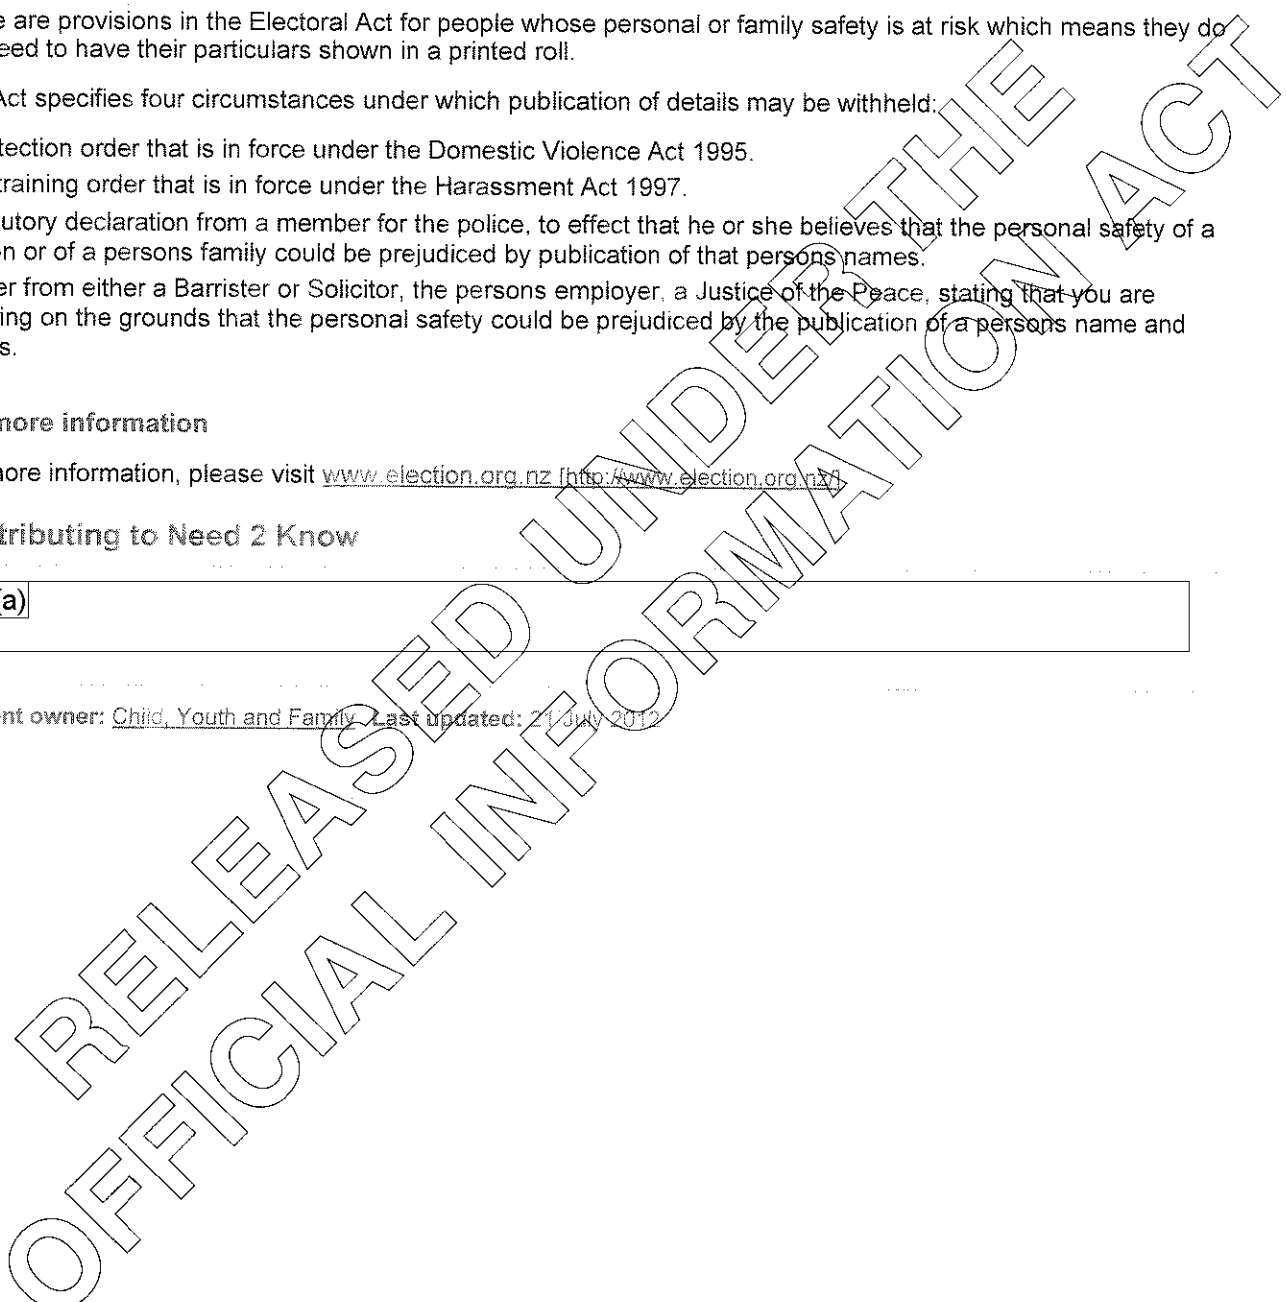 e are provisions in the Electoral Act for people whose personal or family safety is at risk which means they do
eed to have their particulars shown in a printed roll.
Act specifies four circumstances under which publication of details may be withheld:
tection order that is in force under the Domestic Violence Act 1995.
training order that is in force under the Harassment Act 1997.
utory declaration from a member for the police, to effect that he or she believes that the personal safety of a
n or of a persons family could be prejudiced by publication of that persons names.
er from either a Barrister or Solicitor, the persons employer, a Justice of the Peace, stating that you are
ing on the grounds that the personal safety could be prejudiced by the publication of a persons name and
s.
more information
more information, please visit www.election.org.nz [http://www.election.org.nz/]
tributing to Need 2 Know
(a)
nt owner: Child, Youth and Family Last updated: 21 July 2012
RELEASED UNDER THE
OFFICIAL INFORMATION ACT